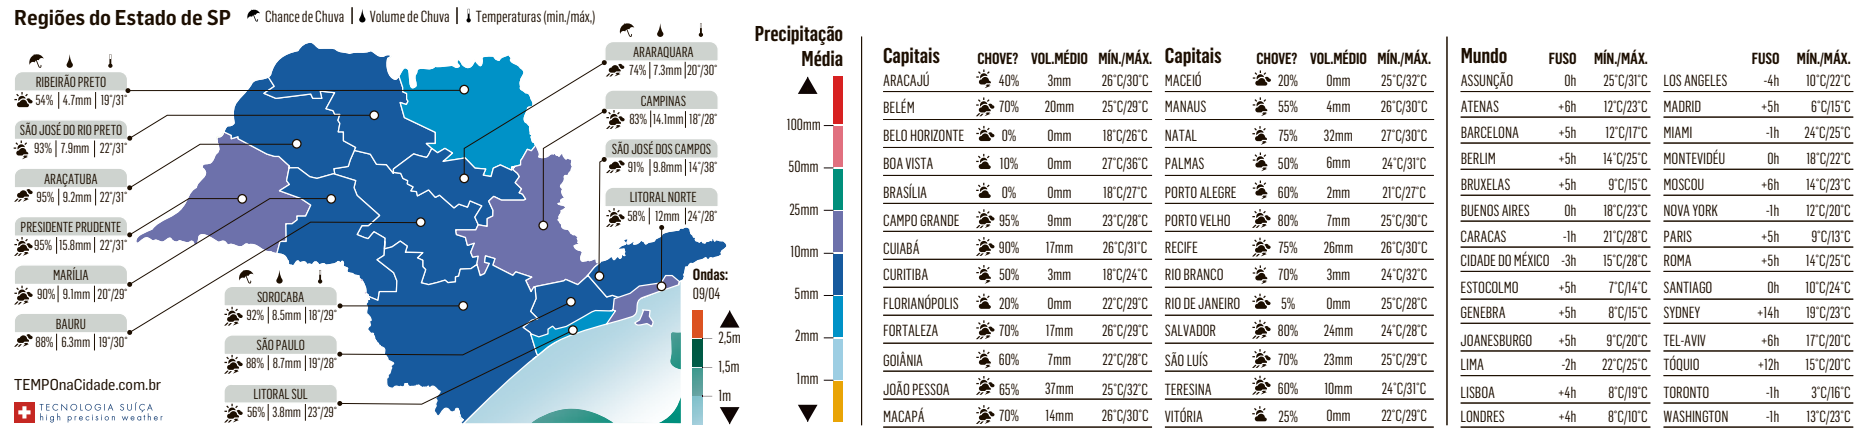 Regiões do Estado de SP
Chance de Chuva | Volume de Chuva | Temperaturas (min./máx,)
RIBEIRÃO PRETO
54% | 4.7mm | 19°/31°
SÃO JOSÉ DO RIO PRETO
93% | 7.9mm | 22°/31°
ARAÇATUBA
95% | 9.2mm | 22°/31°
PRESIDENTE PRUDENTE
95% | 15.8mm | 22°/31°
MARÍLIA
90% | 9.1mm | 20°/29°
BAURU
88% | 6.3mm | 19°/30°
SOROCABA
92% | 8.5mm | 18°/29°
SÃO PAULO
88% | 8.7mm | 19°/28°
LITORAL SUL
56% | 3.8mm | 23°/29°
ARARAQUARA
74% | 7.3mm | 20°/30°
CAMPINAS
83% | 14.1mm | 18°/28°
SÃO JOSÉ DOS CAMPOS
91% | 9.8mm | 14°/38°
LITORAL NORTE
58% | 12mm | 24°/28°
Ondas:
09/04
2,5m
1,5m
1m
TEMPOnaCidade.com.br
TECNOLOGIA SUÍÇA
high precision weather
Precipitação
Média
100mm
50mm
25mm
10mm
5mm
2mm
1mm
Capitais CHOVE? VOL.MÉDIO MÍN./MÁX.
ARACAJÚ 40% 3mm 26°C/30°C
BELÉM 70% 20mm 25°C/29°C
BELO HORIZONTE 0% 0mm 18°C/26°C
BOA VISTA 10% 0mm 27°C/36°C
BRASÍLIA 0% 0mm 18°C/27°C
CAMPO GRANDE 95% 9mm 23°C/28°C
CUIABÁ 90% 17mm 26°C/31°C
CURITIBA 50% 3mm 18°C/24°C
FLORIANÓPOLIS 20% 0mm 22°C/29°C
FORTALEZA 70% 17mm 26°C/29°C
GOIÂNIA 60% 7mm 22°C/28°C
JOÃO PESSOA 65% 37mm 25°C/32°C
MACAPÁ 70% 14mm 26°C/30°C
Capitais CHOVE? VOL.MÉDIO MÍN./MÁX.
MACEIÓ 20% 0mm 25°C/32°C
MANAUS 55% 4mm 26°C/30°C
NATAL 75% 32mm 27°C/30°C
PALMAS 50% 6mm 24°C/31°C
PORTO ALEGRE 60% 2mm 21°C/27°C
PORTO VELHO 80% 7mm 25°C/30°C
RECIFE 75% 26mm 26°C/30°C
RIO BRANCO 70% 3mm 24°C/32°C
RIO DE JANEIRO 5% 0mm 25°C/28°C
SALVADOR 80% 24mm 24°C/28°C
SÃO LUÍS 70% 23mm 25°C/29°C
TERESINA 60% 10mm 24°C/31°C
VITÓRIA 25% 0mm 22°C/29°C
Mundo FUSO MÍN./MÁX.
ASSUNÇÃO 0h 25°C/31°C
ATENAS +6h 12°C/23°C
BARCELONA +5h 12°C/17°C
BERLIM +5h 14°C/25°C
BRUXELAS +5h 9°C/15°C
BUENOS AIRES 0h 18°C/23°C
CARACAS -1h 21°C/28°C
CIDADE DO MÉXICO -3h 15°C/28°C
ESTOCOLMO +5h 7°C/14°C
GENEBRA +5h 8°C/15°C
JOANESBURGO +5h 9°C/20°C
LIMA -2h 22°C/25°C
LISBOA +4h 8°C/19°C
LONDRES +4h 8°C/10°C
FUSO MÍN./MÁX.
LOS ANGELES -4h 10°C/22°C
MADRID +5h 6°C/15°C
MIAMI -1h 24°C/25°C
MONTEVIDÉU 0h 18°C/22°C
MOSCOU +6h 14°C/23°C
NOVA YORK -1h 12°C/20°C
PARIS +5h 9°C/13°C
ROMA +5h 14°C/25°C
SANTIAGO 0h 10°C/24°C
SYDNEY +14h 19°C/23°C
TEL-AVIV +6h 17°C/20°C
TÓQUIO +12h 15°C/20°C
TORONTO -1h 3°C/16°C
WASHINGTON -1h 13°C/23°C